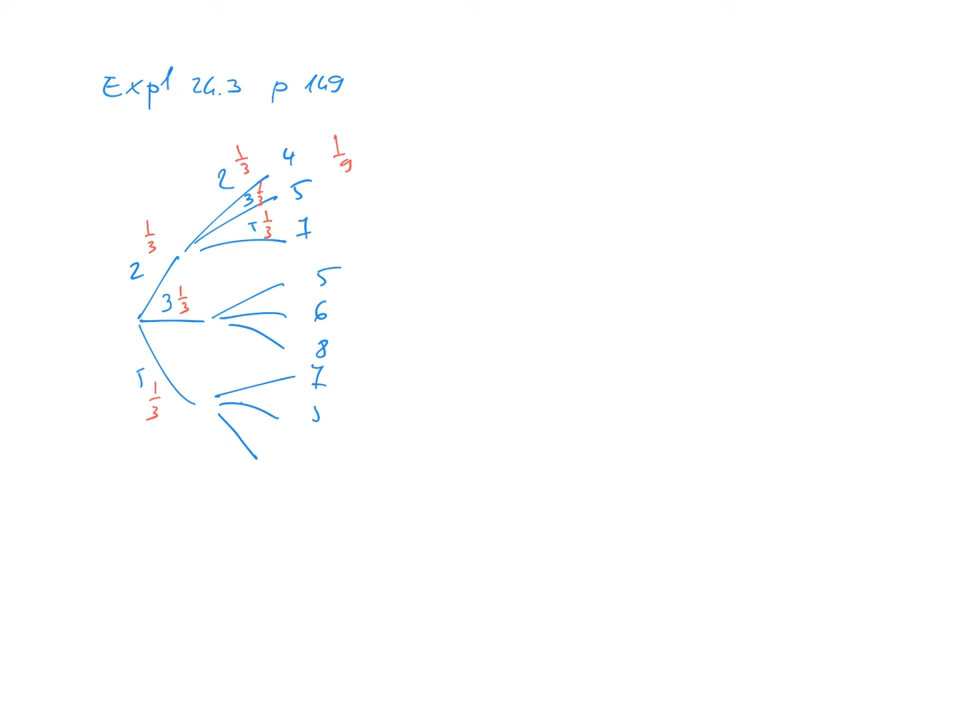 Expl 24.3 p 149
1/3 4 1/9
2
3 1/3 5
5 1/3 7
1/3
2
5
3 1/3
6
8
5 7
1/3